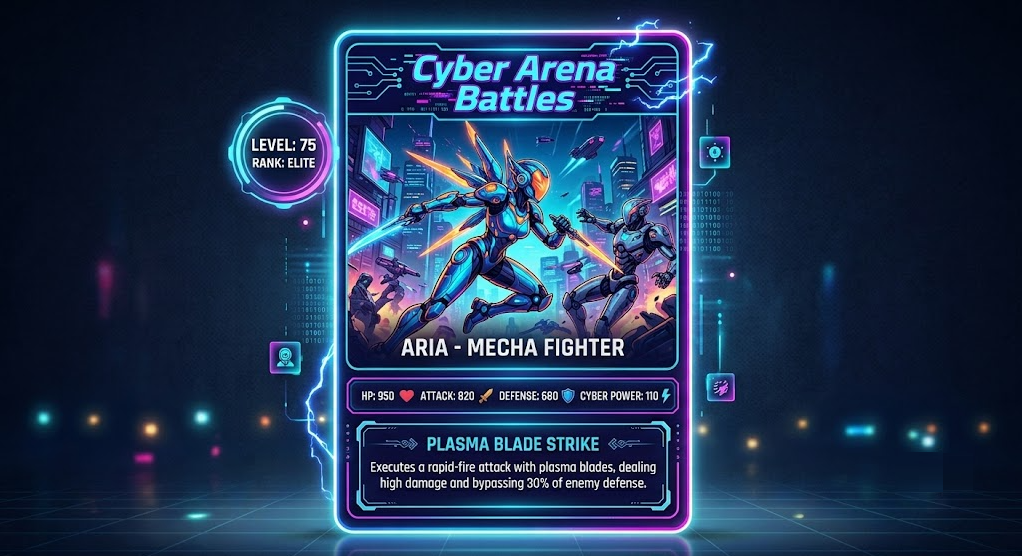 Cyber Arena
Battles
LEVEL: 75
RANK: ELITE
ARIA - MECHA FIGHTER
HP: 950 ATTACK: 820 DEFENSE: 680 CYBER POWER: 110
PLASMA BLADE STRIKE
Executes a rapid-fire attack with plasma blades, dealing
high damage and bypassing 30% of enemy defense.